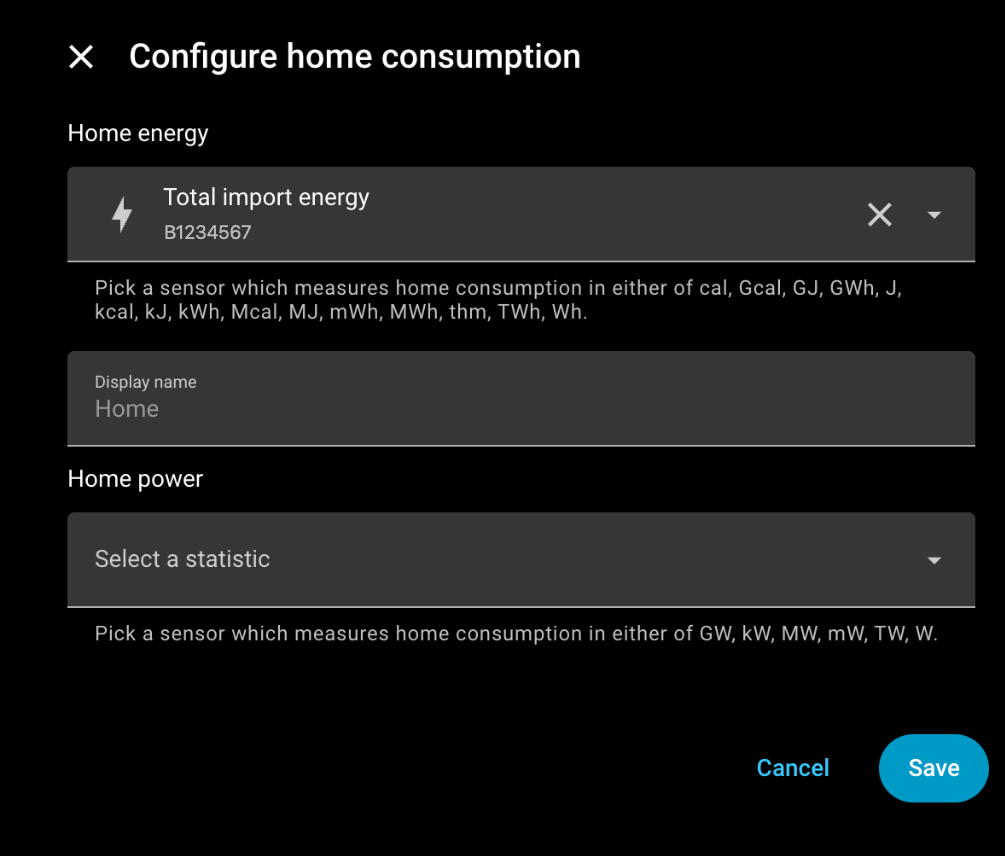 Configure home consumption
Home energy
Total import energy
B1234567
Pick a sensor which measures home consumption in either of cal, Gcal, GJ, GWh, J,
kcal, kJ, kWh, Mcal, MJ, mWh, MWh, thm, TWh, Wh.
Display name
Home
Home power
Select a statistic
Pick a sensor which measures home consumption in either of GW, kW, MW, mW, TW, W.
Cancel
Save